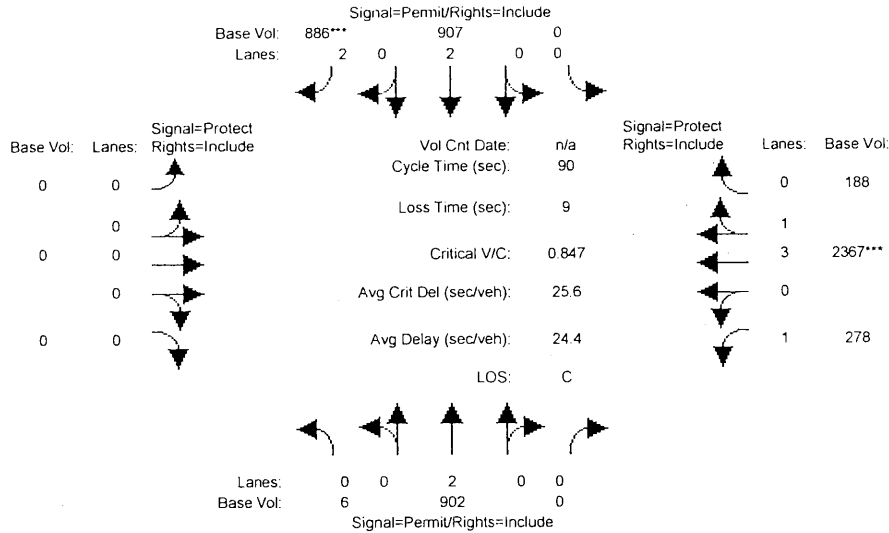 Signal=Permit/Rights=Include
Base Vol: 886*** 907 0
Lanes: 2 0 2 0 0
Signal=Protect
Base Vol: Lanes: Rights=Include
Vol Cnt Date: n/a
Signal=Protect
Rights=Include Lanes: Base Vol:
Cycle Time (sec): 90
0 0
0 188
Loss Time (sec): 9
0
1
0 0
Critical V/C: 0.847
3 2367***
0
Avg Crit Del (sec/veh): 25.6
0
0 0
Avg Delay (sec/veh): 24.4
1 278
LOS: C
Lanes: 0 0 2 0 0
Base Vol: 6 902 0
Signal=Permit/Rights=Include